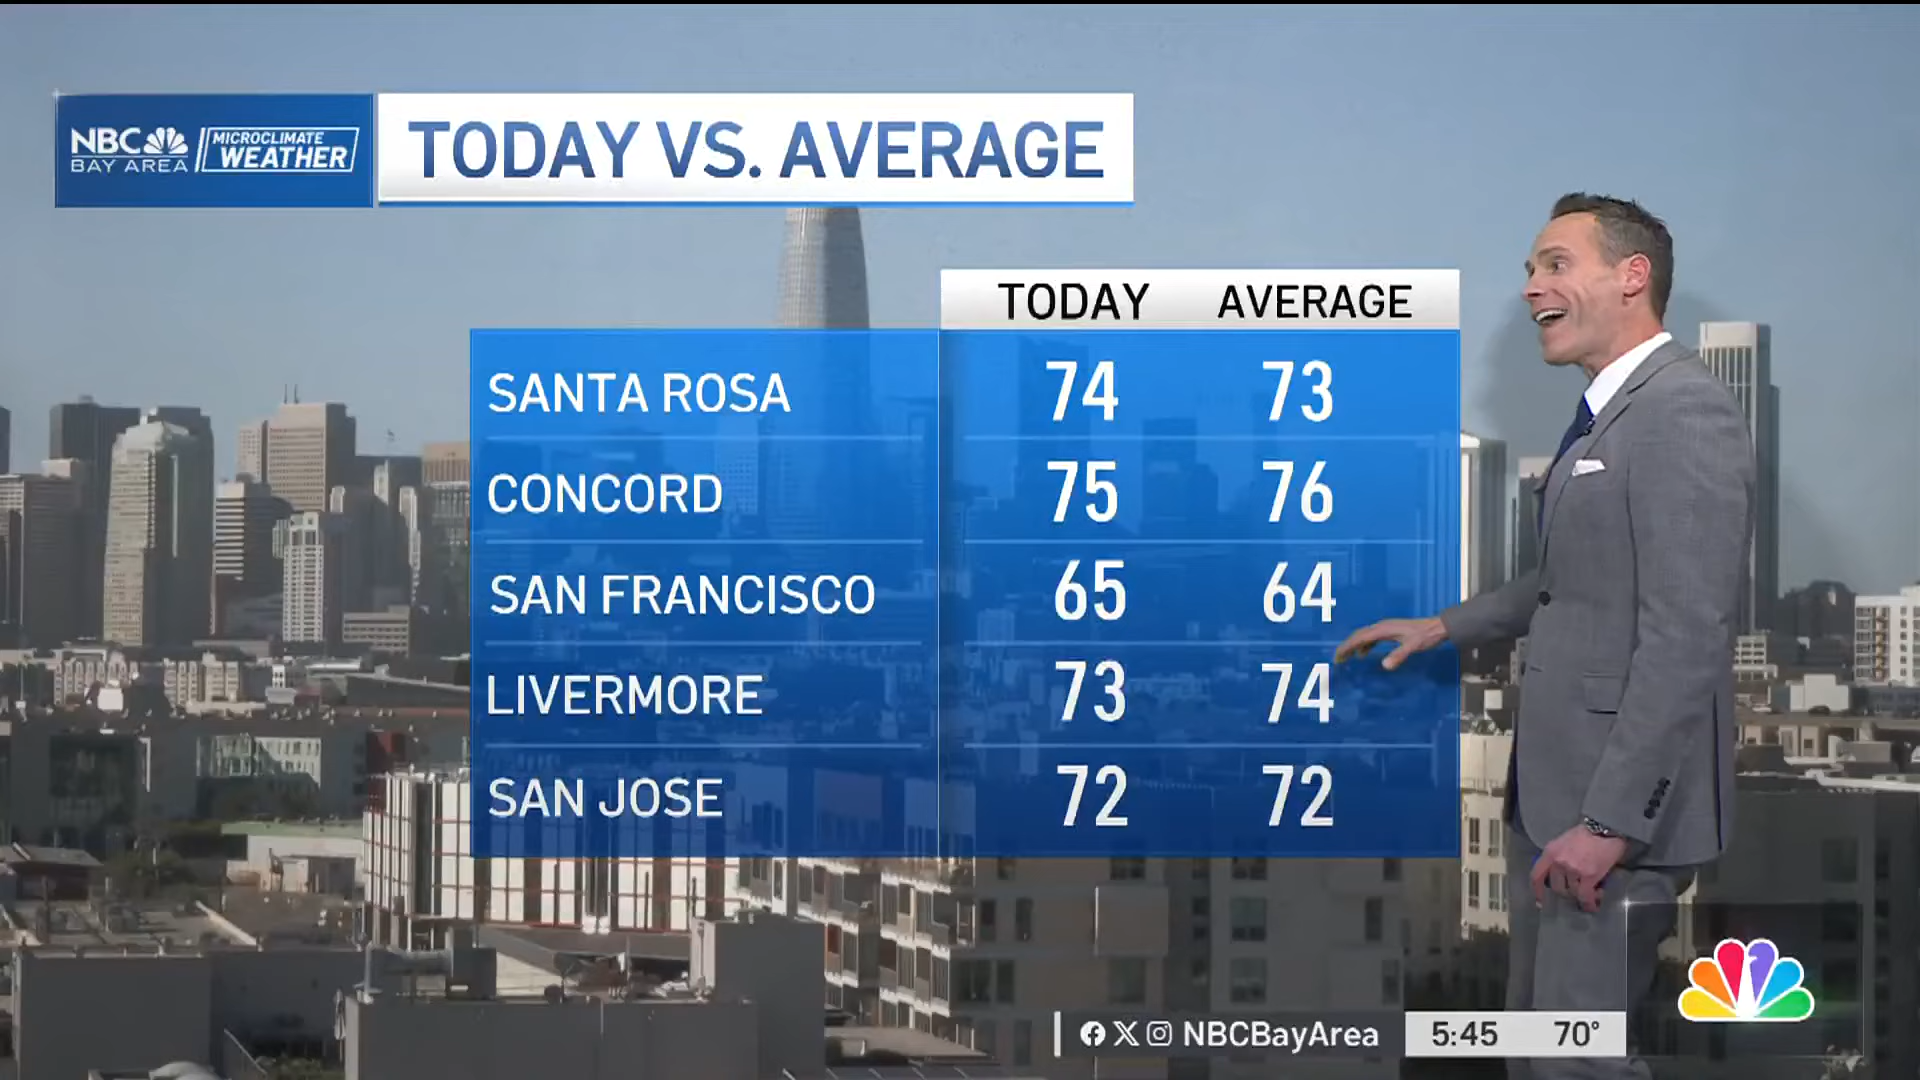 NBC BAY AREA
MICROCLIMATE WEATHER
TODAY VS. AVERAGE
TODAY AVERAGE
SANTA ROSA 74 73
CONCORD 75 76
SAN FRANCISCO 65 64
LIVERMORE 73 74
SAN JOSE 72 72
NBCBayArea 5:45 70°